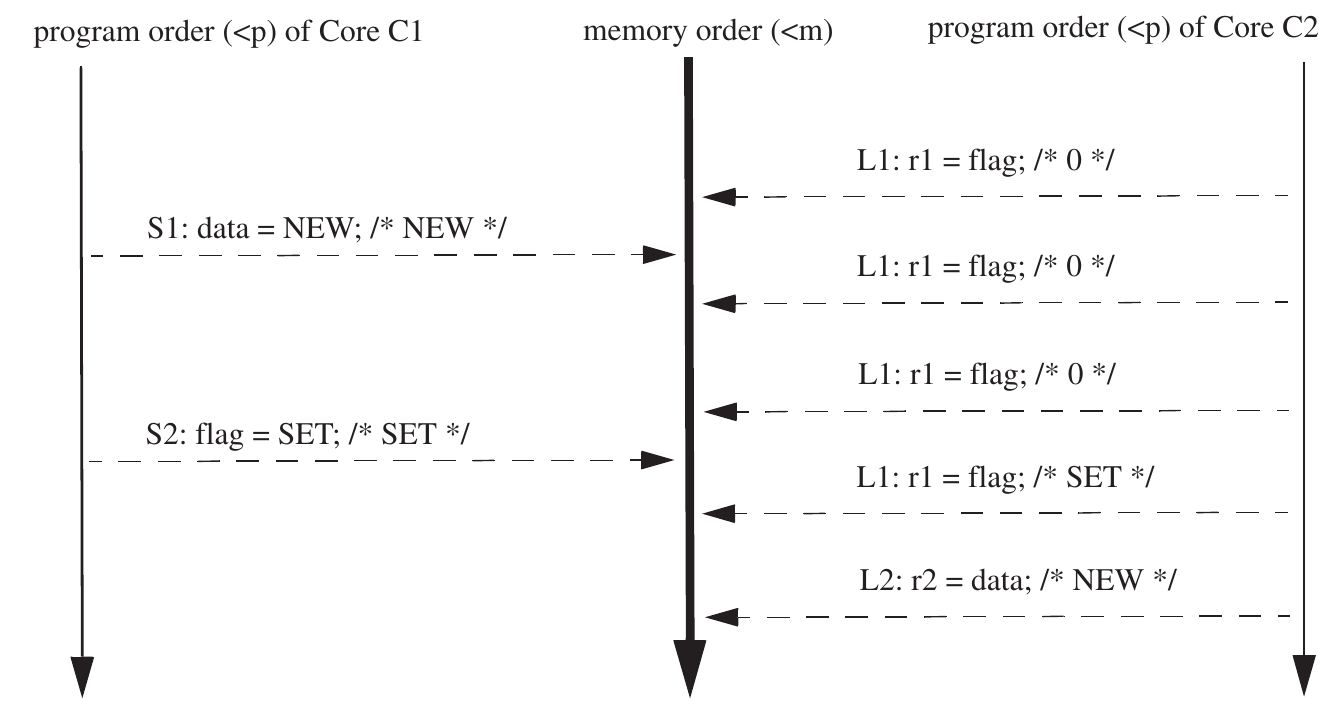 program order (<p) of Core C1
memory order (<m)
program order (<p) of Core C2
L1: r1 = flag; /* 0 */
S1: data = NEW; /* NEW */
L1: r1 = flag; /* 0 */
L1: r1 = flag; /* 0 */
S2: flag = SET; /* SET */
L1: r1 = flag; /* SET */
L2: r2 = data; /* NEW */